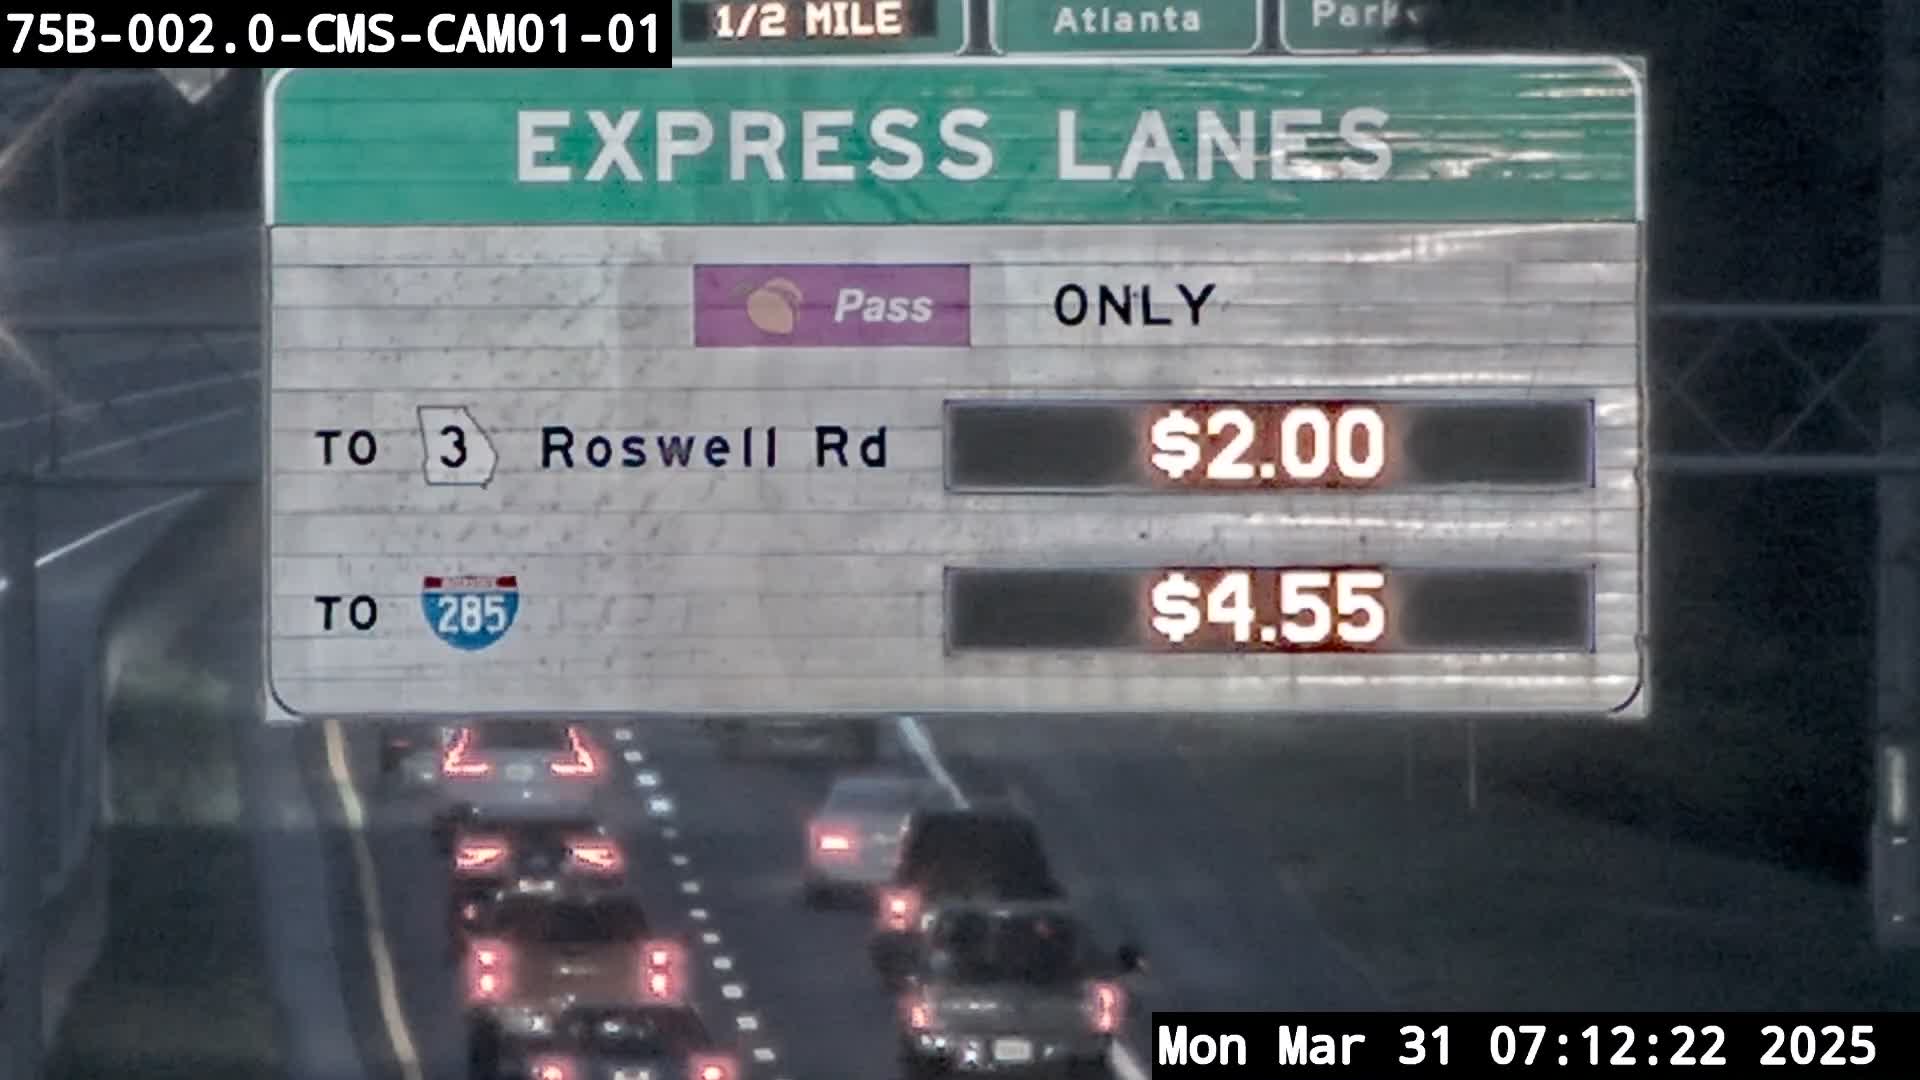 75B-002.0-CMS-CAM01-01
1/2 MILE
Atlanta
EXPRESS LANES
Pass ONLY
TO 3 Roswell Rd $2.00
TO 285 $4.55
Mon Mar 31 07:12:22 2025